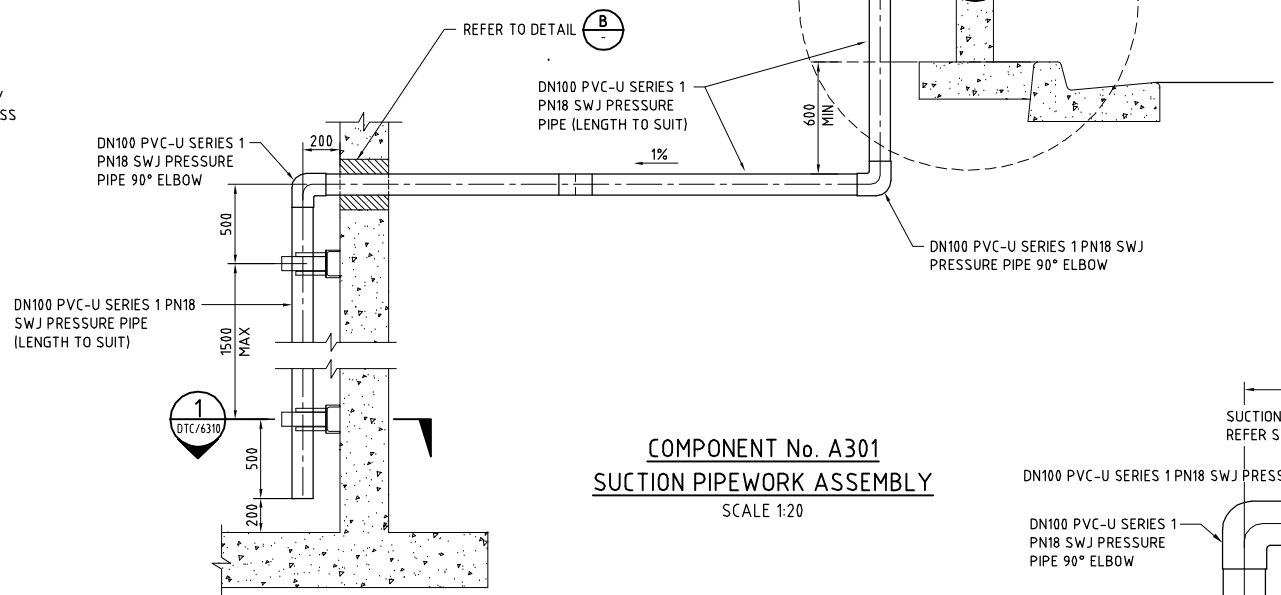 REFER TO DETAIL
B
-
SS
DN100 PVC-U SERIES 1
PN18 SWJ PRESSURE
PIPE 90° ELBOW
200
DN100 PVC-U SERIES 1
PN18 SWJ PRESSURE
PIPE (LENGTH TO SUIT)
600
MIN
1%
500
DN100 PVC-U SERIES 1 PN18 SWJ
PRESSURE PIPE 90° ELBOW
DN100 PVC-U SERIES 1 PN18
SWJ PRESSURE PIPE
(LENGTH TO SUIT)
1500
MAX
1
DTC/6310
500
200
COMPONENT No. A301
SUCTION PIPEWORK ASSEMBLY
SCALE 1:20
SUCTION
REFER S
DN100 PVC-U SERIES 1 PN18 SWJ PRESS
DN100 PVC-U SERIES 1
PN18 SWJ PRESSURE
PIPE 90° ELBOW